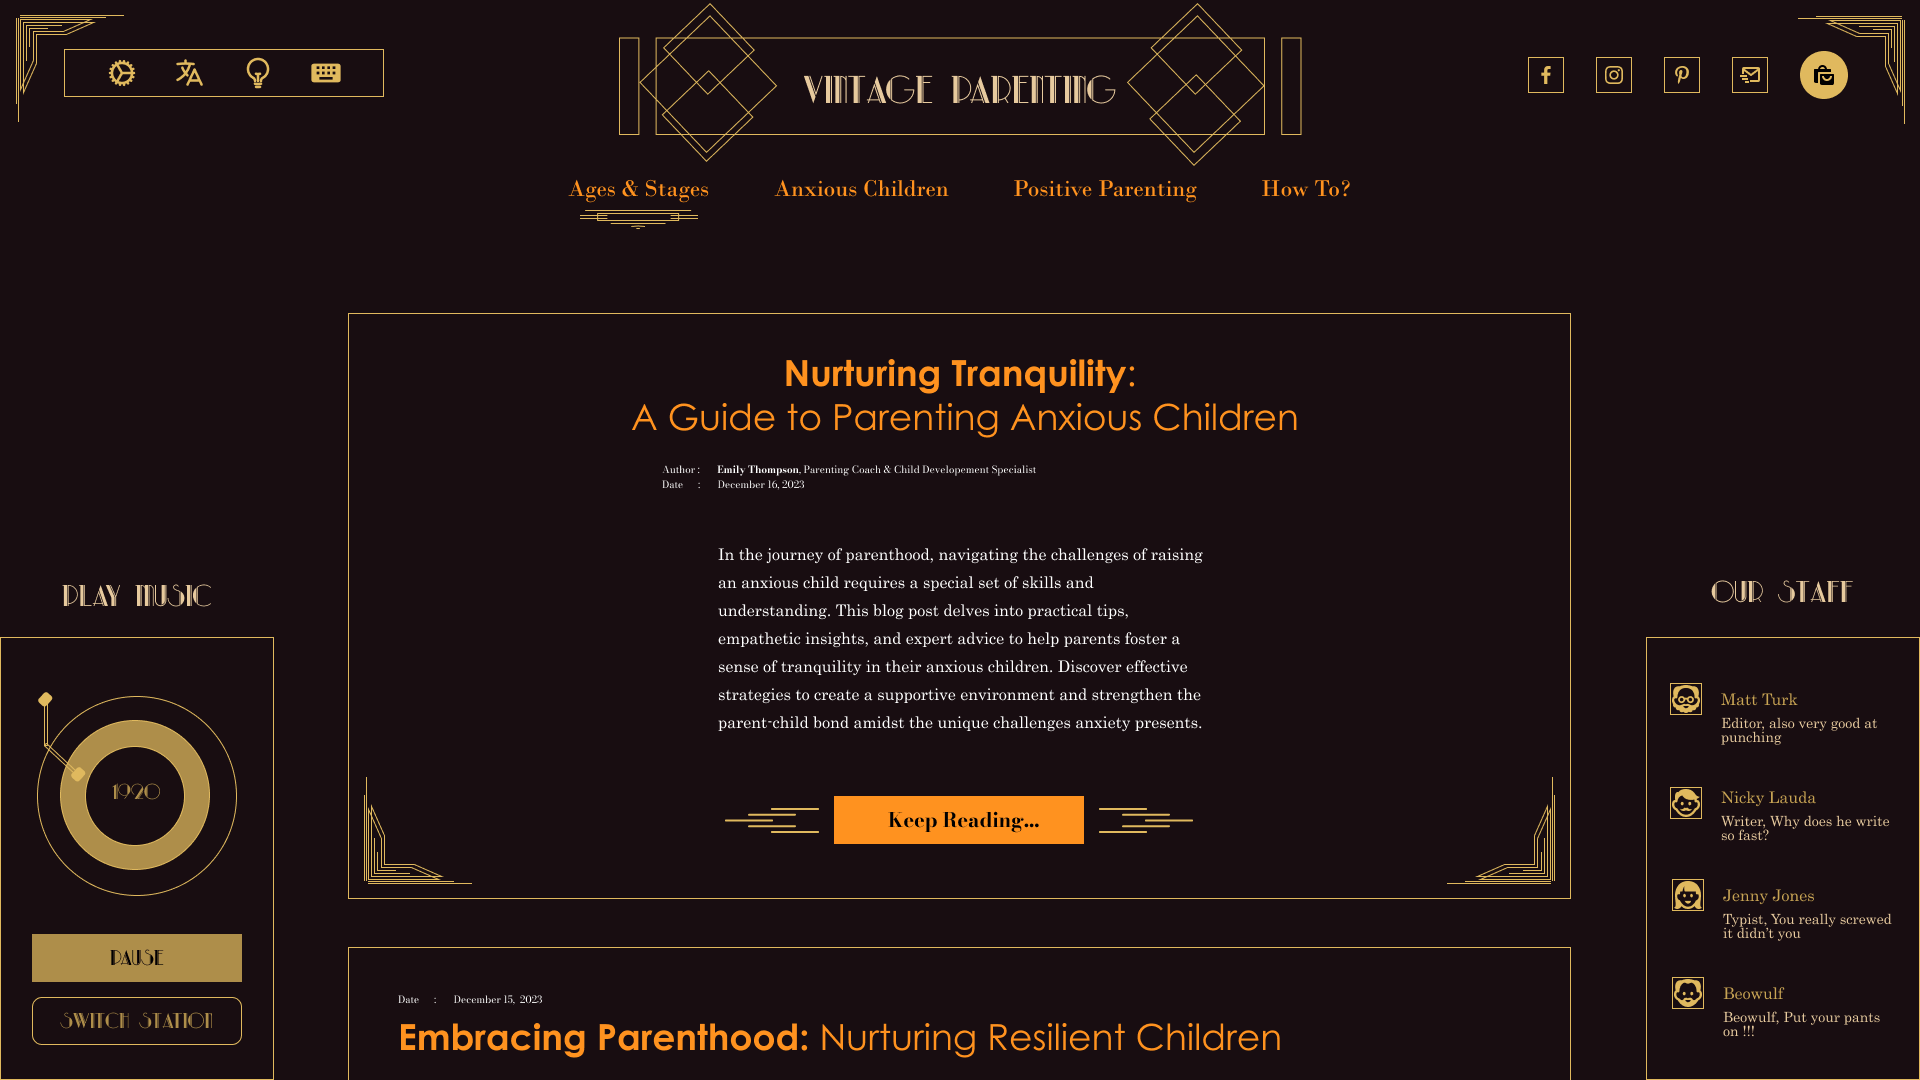 VINTAGE PARENTING
Ages & Stages
Anxious Children
Positive Parenting
How To?
Nurturing Tranquility:
A Guide to Parenting Anxious Children
Author : Emily Thompson, Parenting Coach & Child Developement Specialist
Date : December 16, 2023
In the journey of parenthood, navigating the challenges of raising
an anxious child requires a special set of skills and
understanding. This blog post delves into practical tips,
empathetic insights, and expert advice to help parents foster a
sense of tranquility in their anxious children. Discover effective
strategies to create a supportive environment and strengthen the
parent-child bond amidst the unique challenges anxiety presents.
Keep Reading...
Date : December 15, 2023
Embracing Parenthood: Nurturing Resilient Children
PLAY MUSIC
1920
PAUSE
SWITCH STATION
OUR STAFF
Matt Turk
Editor, also very good at
punching
Nicky Lauda
Writer, Why does he write
so fast?
Jenny Jones
Typist, You really screwed
it didn't you
Beowulf
Beowulf, Put your pants
on !!!